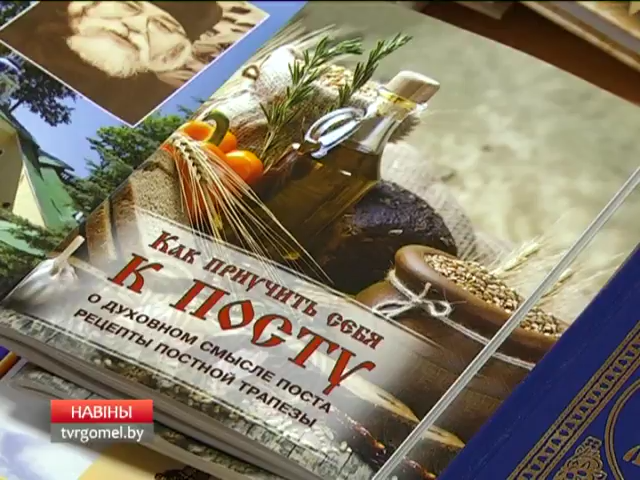 Как приучить себя
к посту
О ДУХОВНОМ СМЫСЛЕ ПОСТА
РЕЦЕПТЫ ПОСТНОЙ ТРАПЕЗЫ
НАВІНЫ
tvrgomel.by